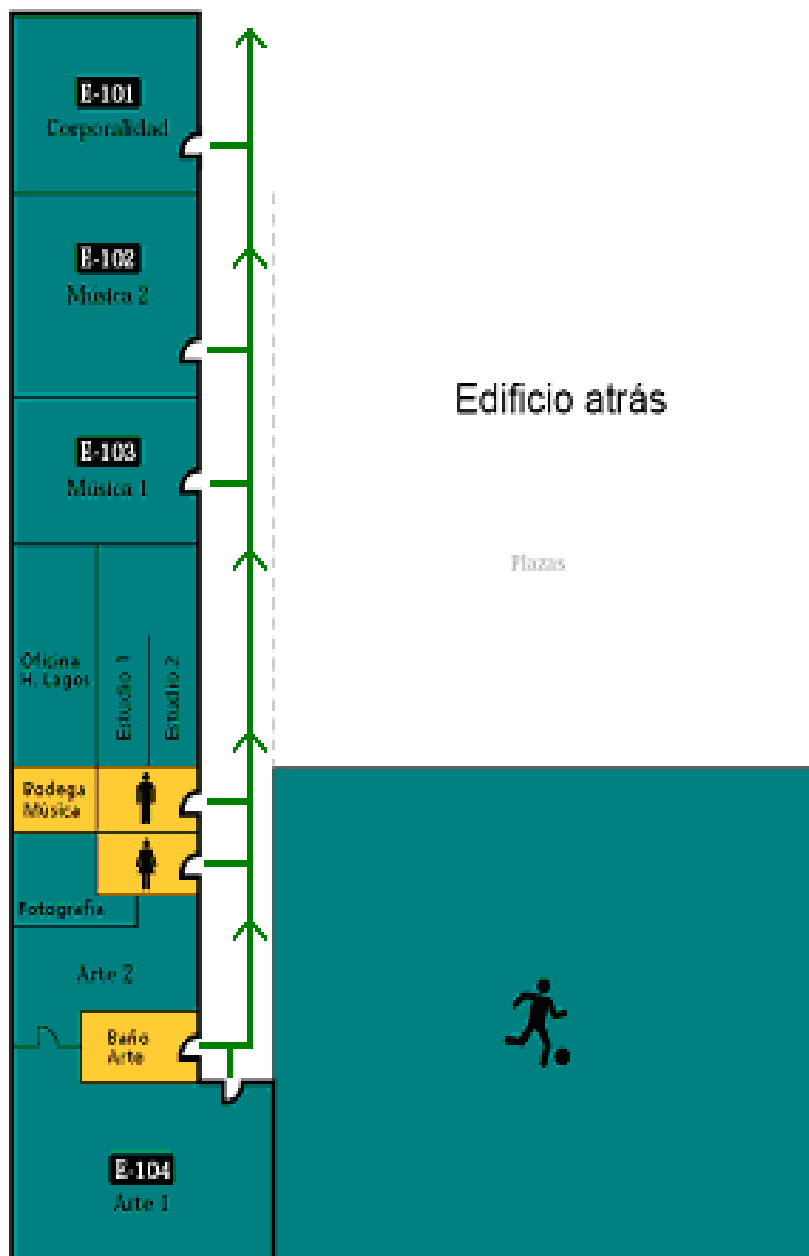 E-101
Corporalidad
E-102
Música 2
Edificio atrás
E-103
Música 1
Plazas
Oficina
H. Lagos
Estudio 1
Estudio 2
Bodega
Música
Fotografia
Arte 2
Baño
Arte
E-104
Arte 1